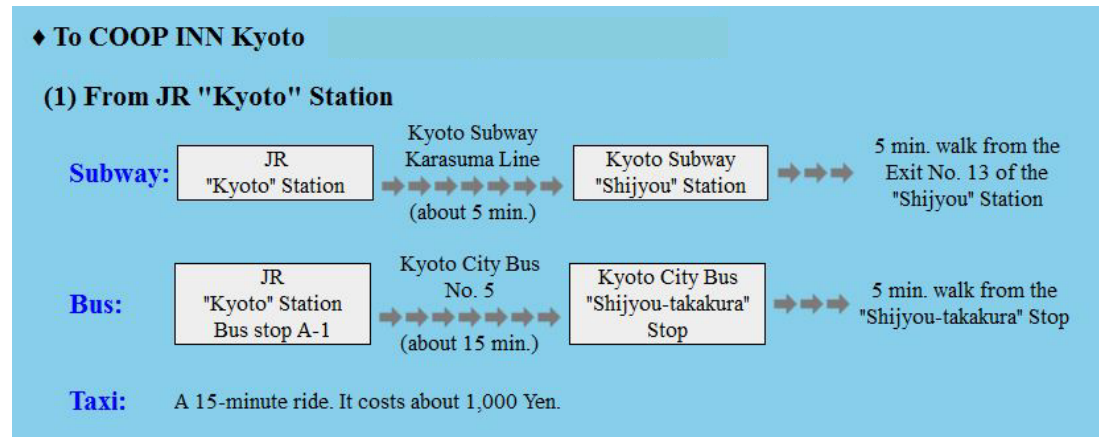 ♦ To COOP INN Kyoto
(1) From JR "Kyoto" Station
Subway:
JR
"Kyoto" Station
Kyoto Subway
Karasuma Line
(about 5 min.)
Kyoto Subway
"Shijyou" Station
5 min. walk from the
Exit No. 13 of the
"Shijyou" Station
Bus:
JR
"Kyoto" Station
Bus stop A-1
Kyoto City Bus
No. 5
(about 15 min.)
Kyoto City Bus
"Shijyou-takakura"
Stop
5 min. walk from the
"Shijyou-takakura" Stop
Taxi:
A 15-minute ride. It costs about 1,000 Yen.